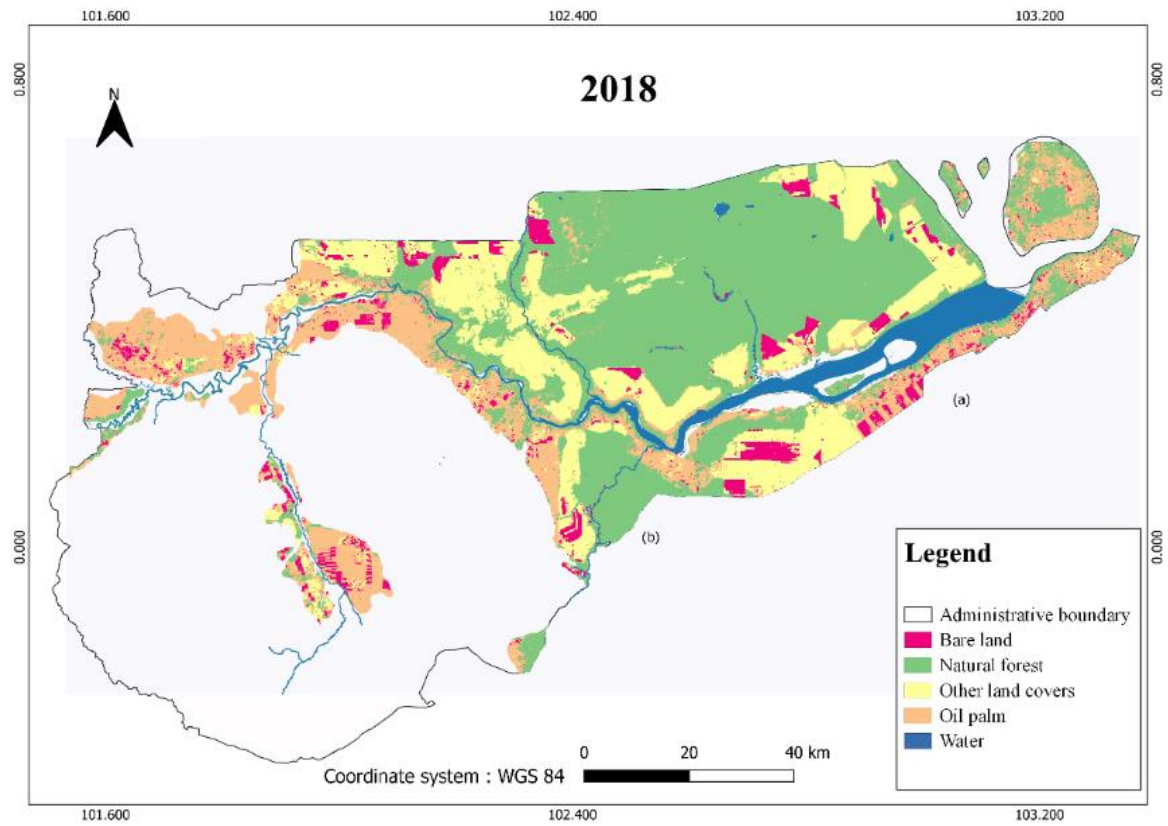 101.600 102.400 103.200
0.800 0.800
2018
N
(a)
(b)
0.000 0.000
Legend
Administrative boundary
Bare land
Natural forest
Other land covers
Oil palm
Water
0 20 40 km
Coordinate system : WGS 84
101.600 102.400 103.200